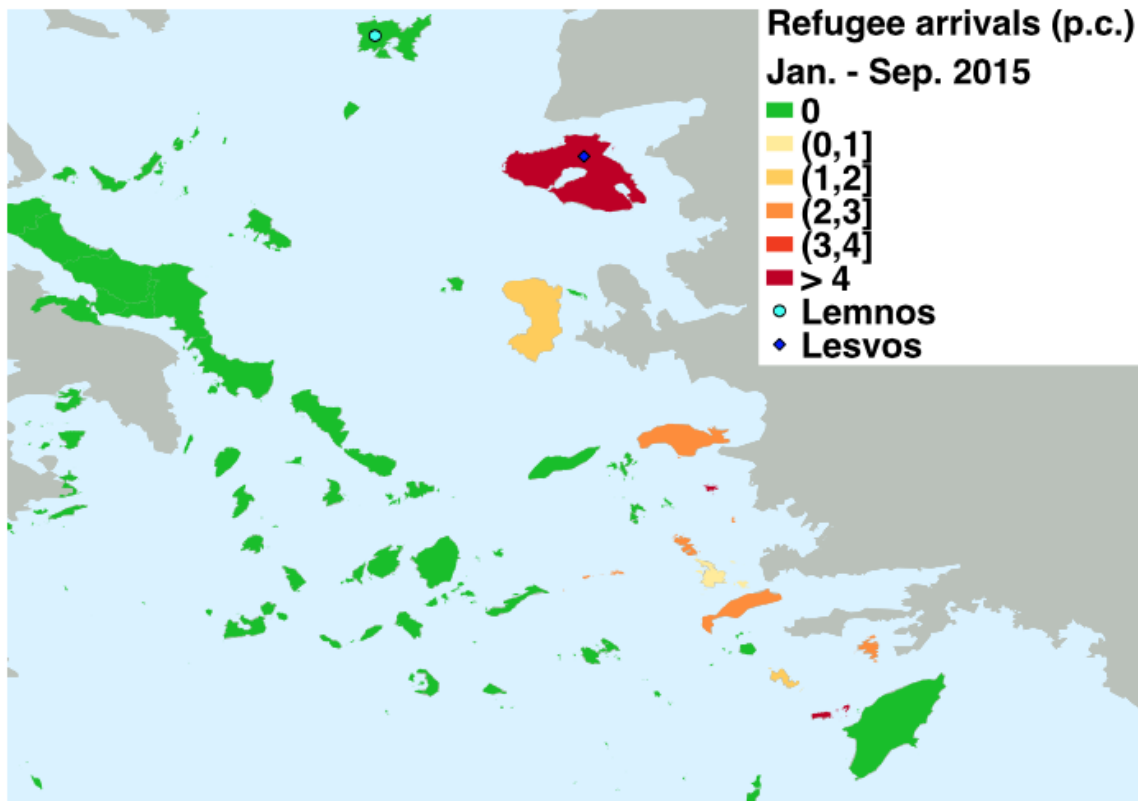 Refugee arrivals (p.c.)
Jan. - Sep. 2015
0
(0,1]
(1,2]
(2,3]
(3,4]
> 4
Lemnos
Lesvos